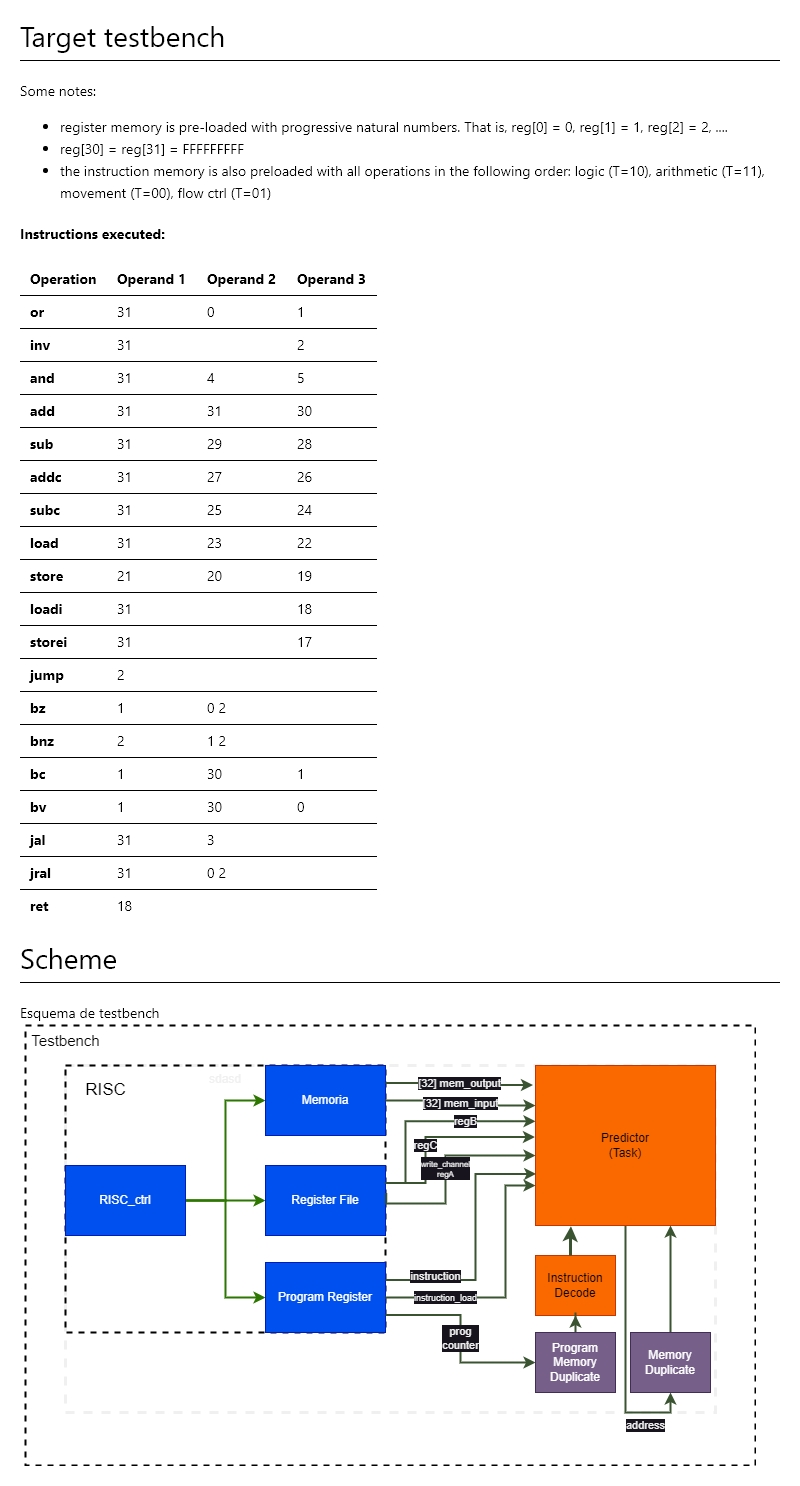 Target testbench
Some notes:
register memory is pre-loaded with progressive natural numbers. That is, reg[0] = 0, reg[1] = 1, reg[2] = 2, ....
reg[30] = reg[31] = FFFFFFFFF
the instruction memory is also preloaded with all operations in the following order: logic (T=10), arithmetic (T=11),
movement (T=00), flow ctrl (T=01)
Instructions executed:
Operation Operand 1 Operand 2 Operand 3
or 31 0 1
inv 31 2
and 31 4 5
add 31 31 30
sub 31 29 28
addc 31 27 26
subc 31 25 24
load 31 23 22
store 21 20 19
loadi 31 18
storei 31 17
jump 2
bz 1 0 2
bnz 2 1 2
bc 1 30 1
bv 1 30 0
jal 31 3
jral 31 0 2
ret 18
Scheme
Esquema de testbench
Testbench
RISC
sdasd
Memoria
[32] mem_output
[32] mem_input
regB
regC
write_channel
regA
Predictor
(Task)
RISC_ctrl
Register File
Program Register
instruction
instruction_load
prog
counter
Instruction
Decode
Program
Memory
Duplicate
Memory
Duplicate
address